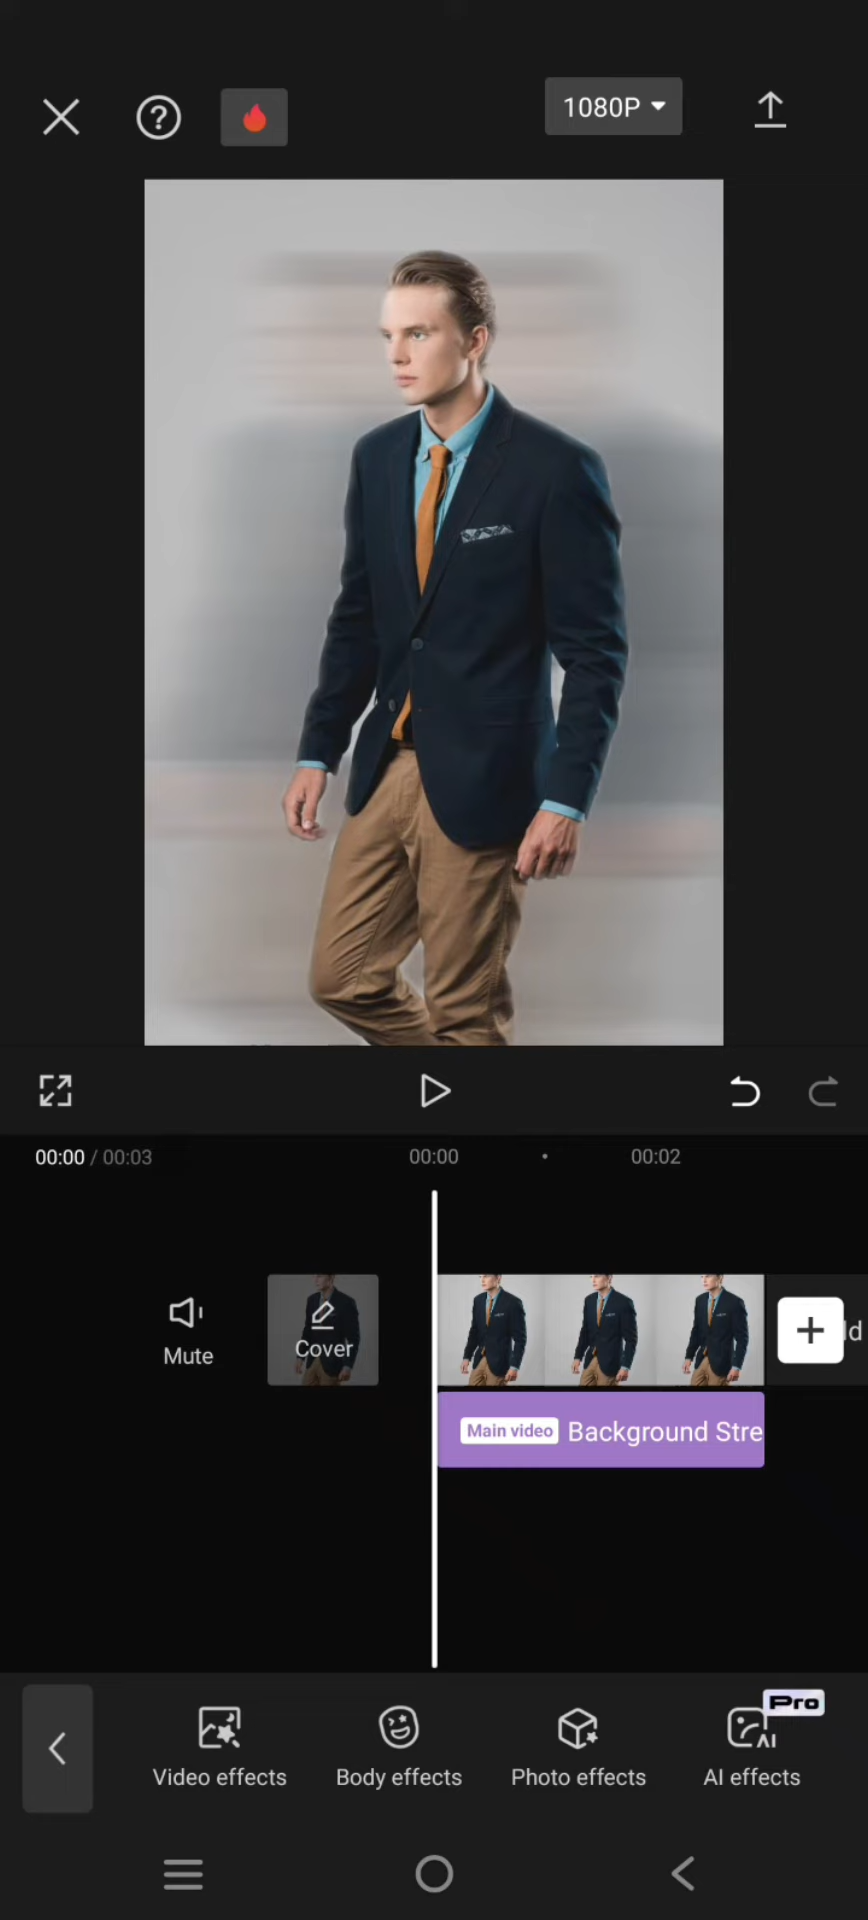 1080P
00:00 / 00:03
00:00
00:02
Mute
Cover
ld
Main video Background Stre
Pro
AI
Video effects
Body effects
Photo effects
AI effects